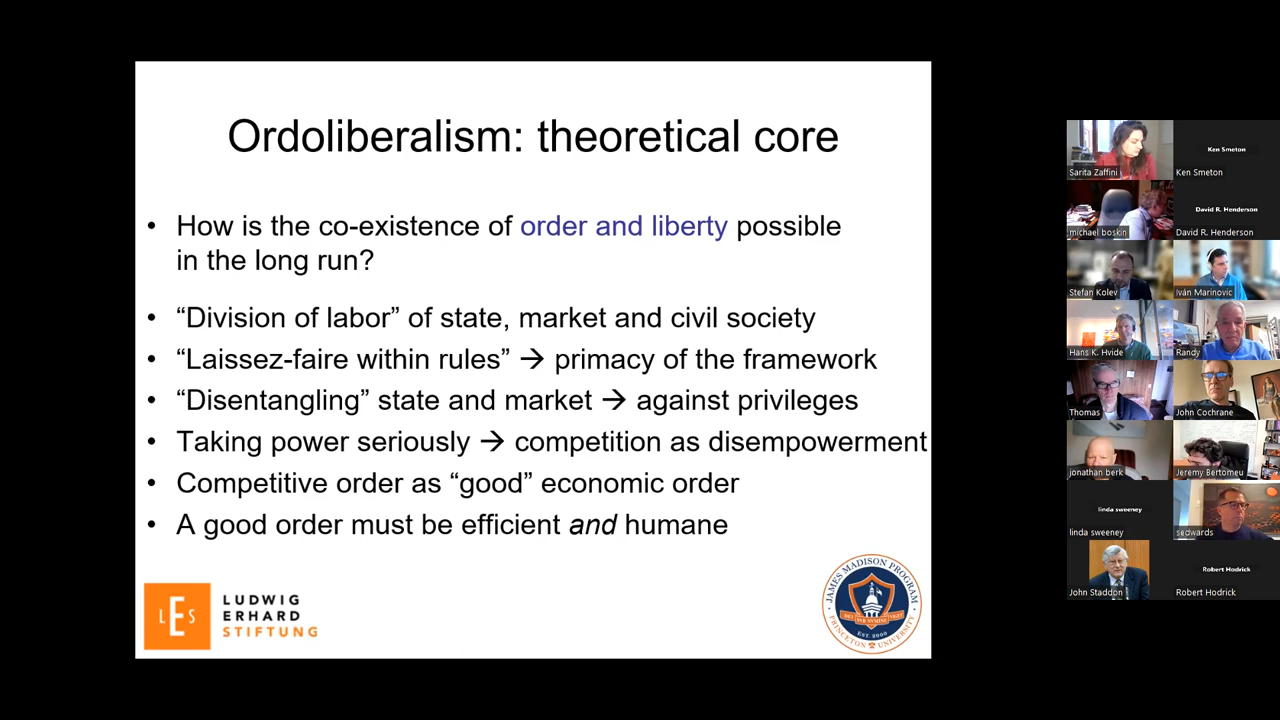 Ordoliberalism: theoretical core
• How is the co-existence of order and liberty possible
in the long run?
• “Division of labor” of state, market and civil society
• “Laissez-faire within rules” → primacy of the framework
• “Disentangling” state and market → against privileges
• Taking power seriously → competition as disempowerment
• Competitive order as “good” economic order
• A good order must be efficient and humane
LES
LUDWIG
ERHARD
STIFTUNG
JAMES MADISON PROGRAM
EST. 2000
PRINCETON UNIVERSITY
Sarita Zaffini
Ken Smeton
Ken Smeton
michael boskin
David R. Henderson
David R. Henderson
Stefan Kolev
Iván Marinovic
Hans K. Hvide
Randy
Thomas
John Cochrane
jonathan berk
Jeremy Bertomeu
linda sweeney
linda sweeney
sedwards
John Staddon
Robert Hodrick
Robert Hodrick